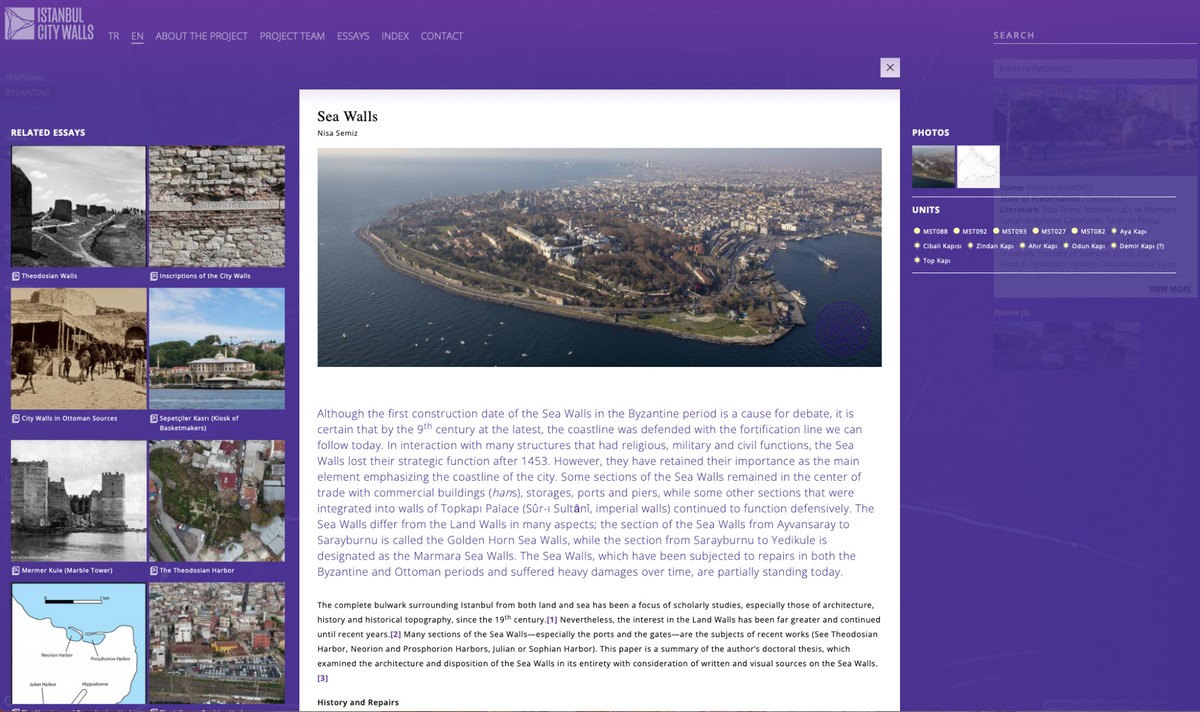 ISTANBUL
CITY WALLS
TR EN ABOUT THE PROJECT PROJECT TEAM ESSAYS INDEX CONTACT
SEARCH
Postern (MSW065)
TEMPORAL
BYZANTINE
×
RELATED ESSAYS
Theodosian Walls
Inscriptions of the City Walls
City Walls in Ottoman Sources
Sepetçiler Kasrı (Kiosk of
Basketmakers)
Mermer Kule (Marble Tower)
The Theodosian Harbor
1 km
Neorion Harbor
Prosphorion Harbor
Julian Harbor
Hippodrome
Sea Walls
Nisa Semiz
Although the first construction date of the Sea Walls in the Byzantine period is a cause for debate, it is
certain that by the 9th century at the latest, the coastline was defended with the fortification line we can
follow today. In interaction with many structures that had religious, military and civil functions, the Sea
Walls lost their strategic function after 1453. However, they have retained their importance as the main
element emphasizing the coastline of the city. Some sections of the Sea Walls remained in the center of
trade with commercial buildings (hans), storages, ports and piers, while some other sections that were
integrated into walls of Topkapı Palace (Sûr-ı Sultânî, imperial walls) continued to function defensively. The
Sea Walls differ from the Land Walls in many aspects; the section of the Sea Walls from Ayvansaray to
Sarayburnu is called the Golden Horn Sea Walls, while the section from Sarayburnu to Yedikule is
designated as the Marmara Sea Walls. The Sea Walls, which have been subjected to repairs in both the
Byzantine and Ottoman periods and suffered heavy damages over time, are partially standing today.
The complete bulwark surrounding Istanbul from both land and sea has been a focus of scholarly studies, especially those of architecture,
history and historical topography, since the 19th century.[1] Nevertheless, the interest in the Land Walls has been far greater and continued
until recent years.[2] Many sections of the Sea Walls—especially the ports and the gates—are the subjects of recent works (See Theodosian
Harbor, Neorion and Prosphorion Harbors, Julian or Sophian Harbor). This paper is a summary of the author's doctoral thesis, which
examined the architecture and disposition of the Sea Walls in its entirety with consideration of written and visual sources on the Sea Walls.
[3]
History and Repairs
PHOTOS
UNITS
MST088 MST092 MST093 MST027 MST082 Aya Kapı
Cibali Kapısı Zindan Kapı Ahır Kapı Odun Kapı Demir Kapı (?)
Top Kapı
Name: Postern (MSW065)
VIEW MORE